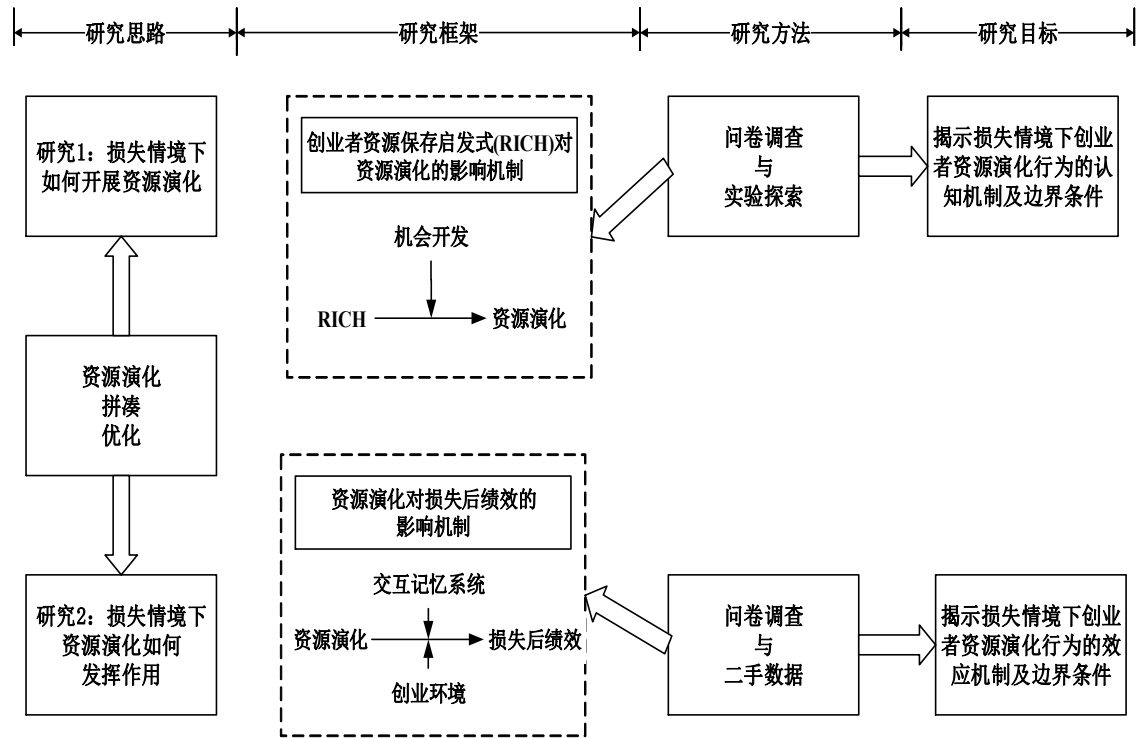 研究思路
研究框架
研究方法
研究目标
研究1：损失情境下
如何开展资源演化
创业者资源保存启发式(RICH)对
资源演化的影响机制
机会开发
RICH
资源演化
问卷调查
与
实验探索
揭示损失情境下创业
者资源演化行为的认
知机制及边界条件
资源演化
拼凑
优化
研究2：损失情境下
资源演化如何
发挥作用
资源演化对损失后绩效的
影响机制
交互记忆系统
资源演化
损失后绩效
创业环境
问卷调查
与
二手数据
揭示损失情境下创业
者资源演化行为的效
应机制及边界条件